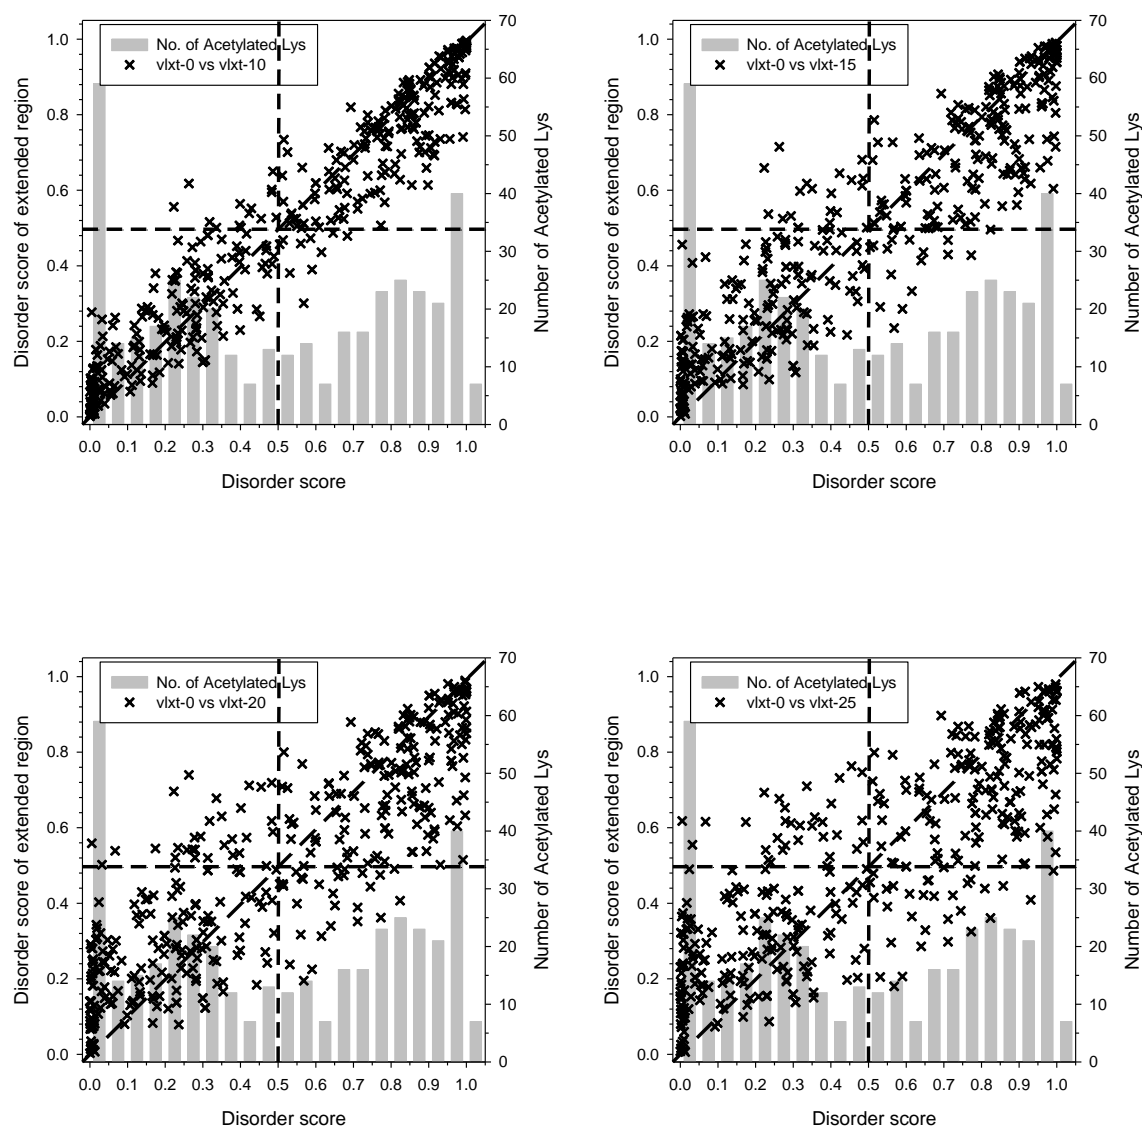 No. of Acetylated Lys
vlxt-0 vs vlxt-10
Disorder score of extended region
1.0
0.8
0.6
0.4
0.2
0.0
70
60
50
40
30
20
10
0
Number of Acetylated Lys
0.0 0.1 0.2 0.3 0.4 0.5 0.6 0.7 0.8 0.9 1.0
Disorder score
No. of Acetylated Lys
vlxt-0 vs vlxt-15
Disorder score of extended region
1.0
0.8
0.6
0.4
0.2
0.0
70
60
50
40
30
20
10
0
Number of Acetylated Lys
0.0 0.1 0.2 0.3 0.4 0.5 0.6 0.7 0.8 0.9 1.0
Disorder score
No. of Acetylated Lys
vlxt-0 vs vlxt-20
Disorder score of extended region
1.0
0.8
0.6
0.4
0.2
0.0
70
60
50
40
30
20
10
0
Number of Acetylated Lys
0.0 0.1 0.2 0.3 0.4 0.5 0.6 0.7 0.8 0.9 1.0
Disorder score
No. of Acetylated Lys
vlxt-0 vs vlxt-25
Disorder score of extended region
1.0
0.8
0.6
0.4
0.2
0.0
70
60
50
40
30
20
10
0
Number of Acetylated Lys
0.0 0.1 0.2 0.3 0.4 0.5 0.6 0.7 0.8 0.9 1.0
Disorder score